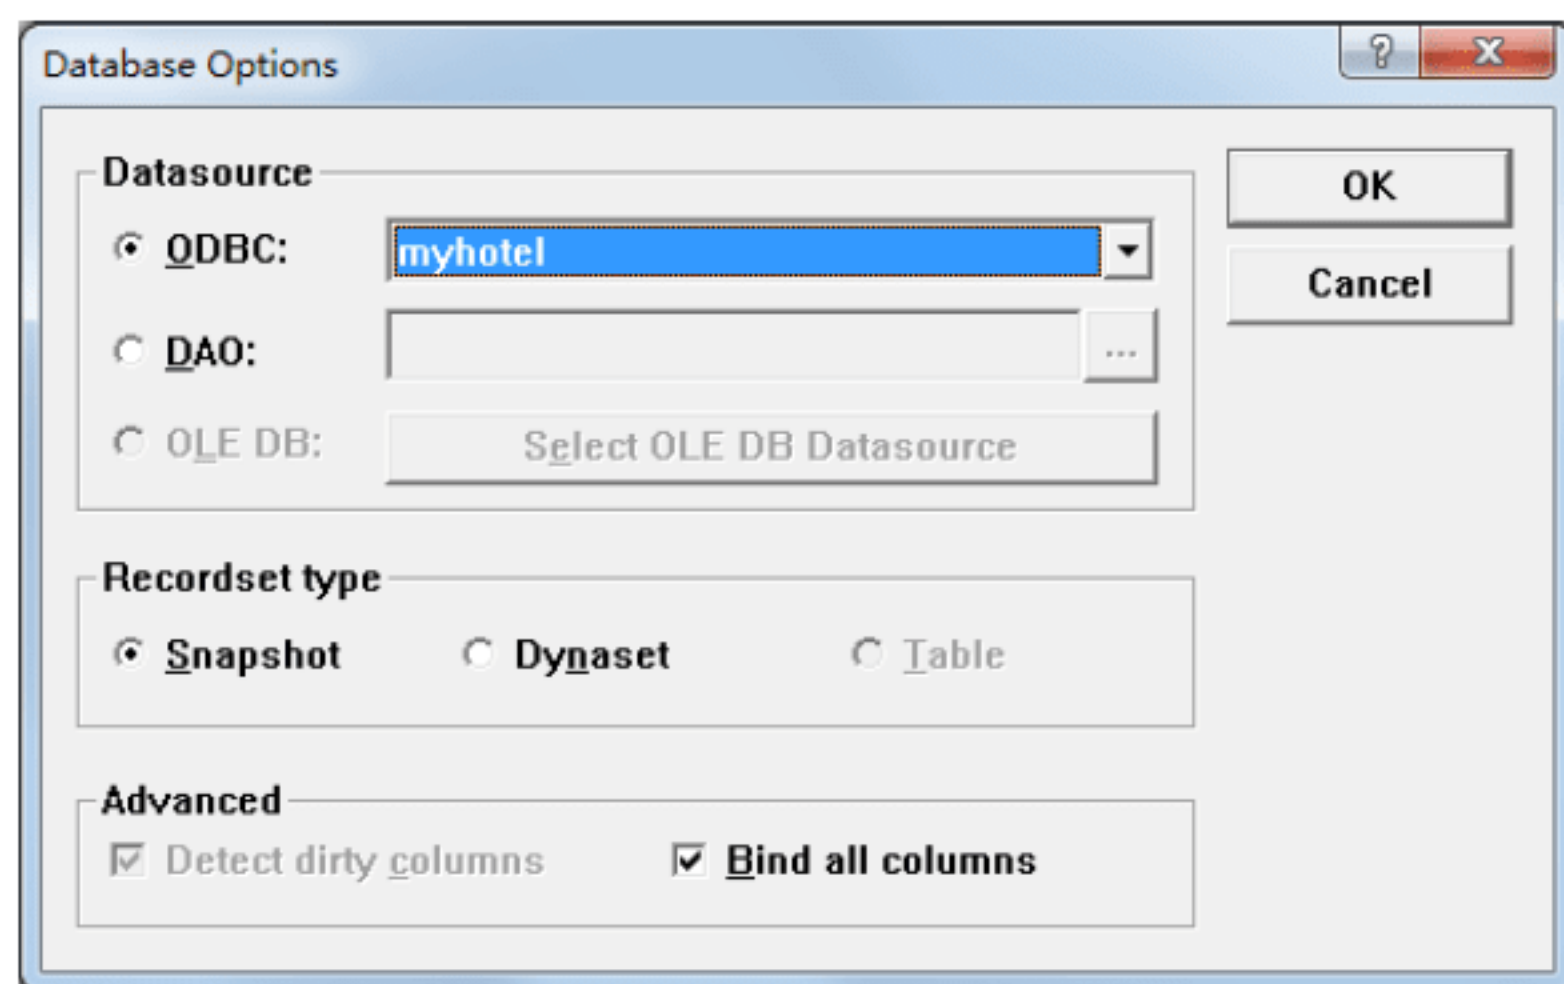 Database Options
?
Datasource
ODBC:
myhotel
DAO:
...
OLE DB:
Select OLE DB Datasource
OK
Cancel
Recordset type
Snapshot
Dynaset
Table
Advanced
Detect dirty columns
Bind all columns